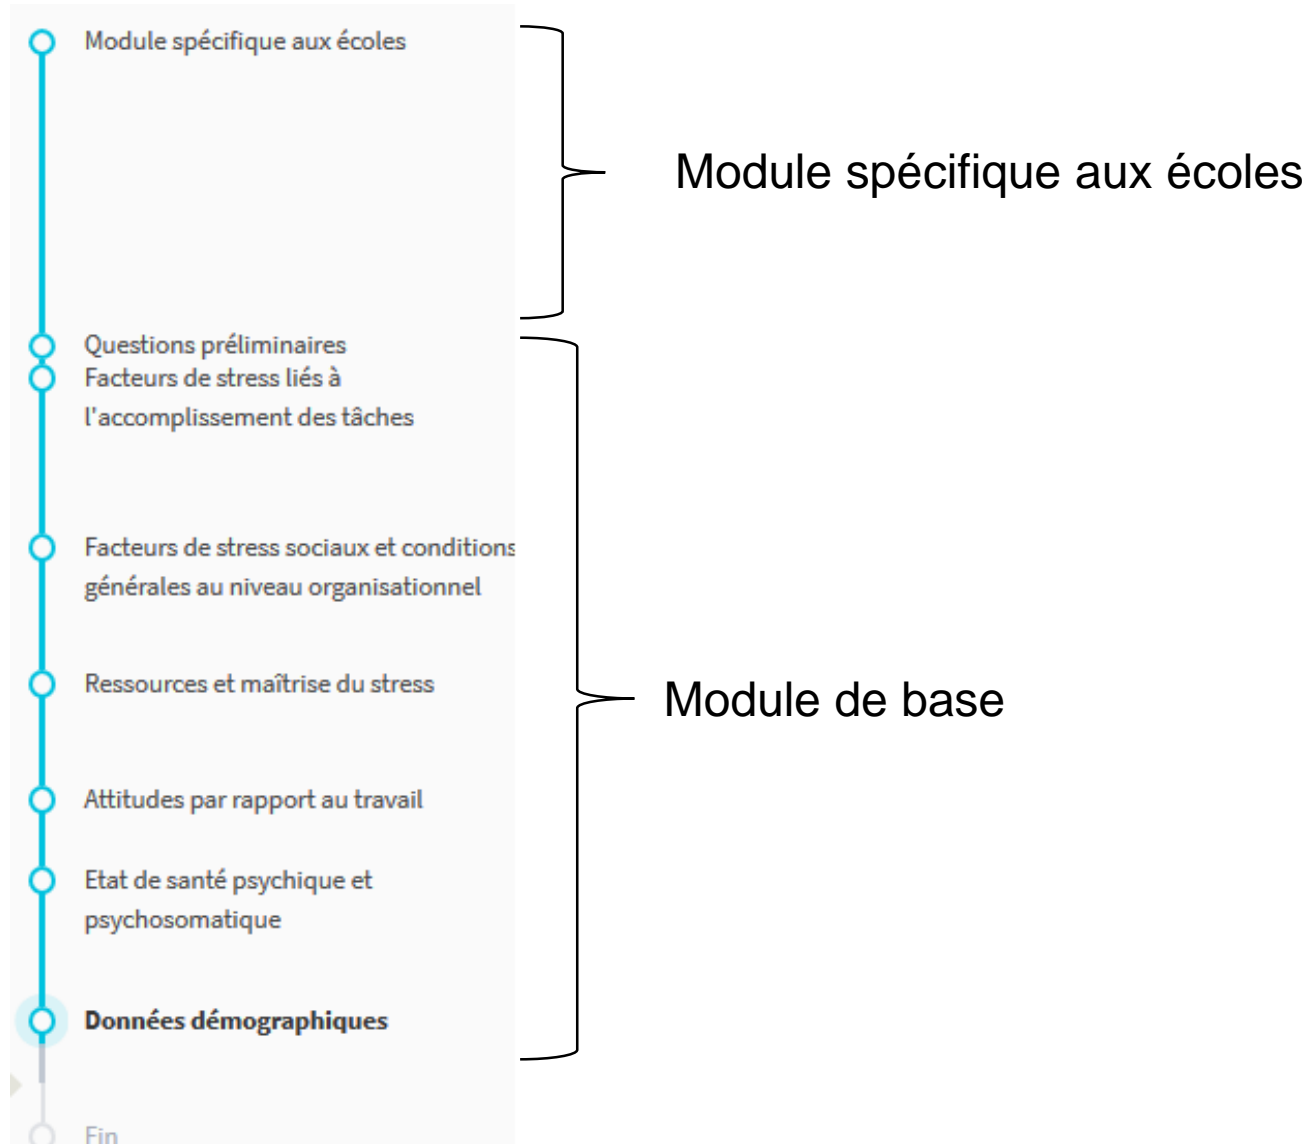 Module spécifique aux écoles
Module spécifique aux écoles
Questions préliminaires
Facteurs de stress liés à
l'accomplissement des tâches
Facteurs de stress sociaux et conditions
générales au niveau organisationnel
Ressources et maîtrise du stress
Module de base
Attitudes par rapport au travail
Etat de santé psychique et
psychosomatique
Données démographiques
Fin